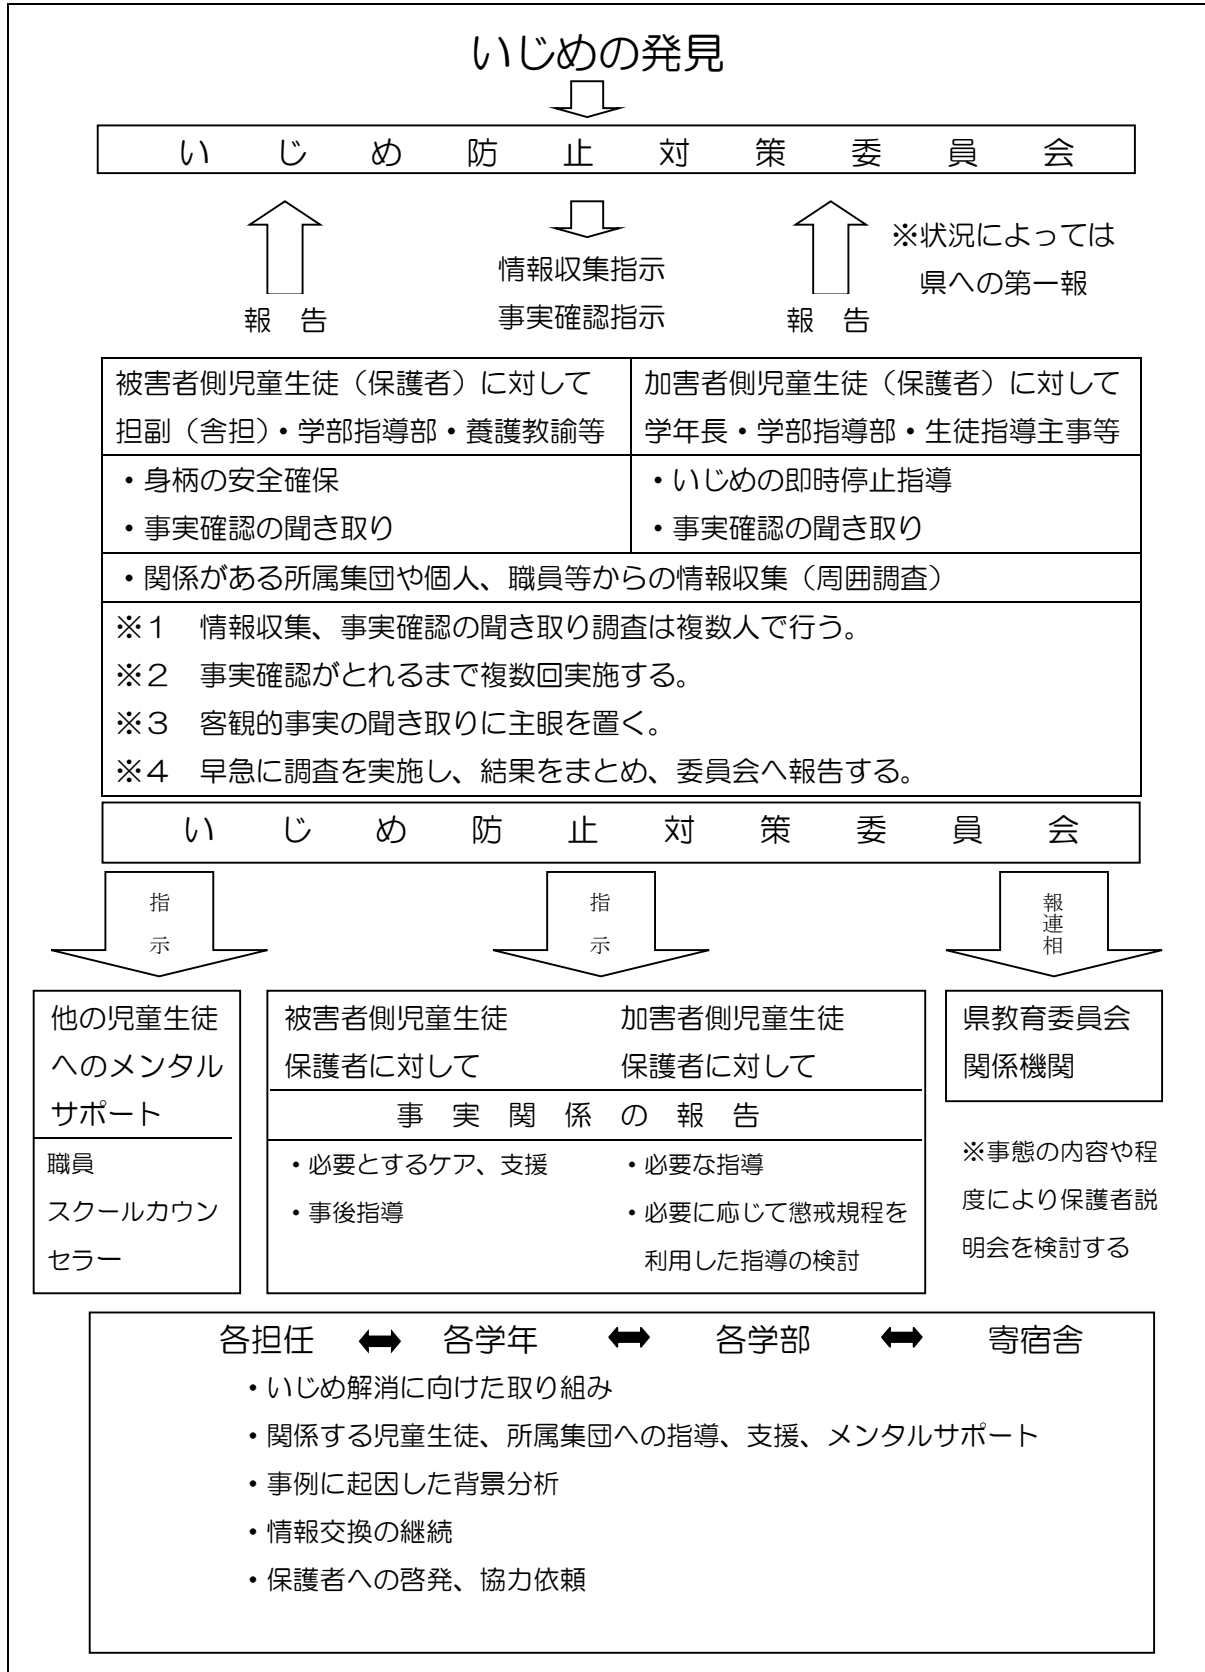 いじめの発見
いじめ防止対策委員会
情報収集指示
事実確認指示
報 告
報 告
※状況によっては
県への第一報
被害者側児童生徒（保護者）に対して
担副（舎担）・学部指導部・養護教諭等
加害者側児童生徒（保護者）に対して
学年長・学部指導部・生徒指導主事等
・身柄の安全確保
・事実確認の聞き取り
・いじめの即時停止指導
・事実確認の聞き取り
・関係がある所属集団や個人、職員等からの情報収集（周囲調査）
※１ 情報収集、事実確認の聞き取り調査は複数人で行う。
※２ 事実確認がとれるまで複数回実施する。
※３ 客観的事実の聞き取りに主眼を置く。
※４ 早急に調査を実施し、結果をまとめ、委員会へ報告する。
いじめ防止対策委員会
指示
指示
報連相
他の児童生徒
へのメンタル
サポート
職員
スクールカウン
セラー
被害者側児童生徒
保護者に対して
加害者側児童生徒
保護者に対して
事実関係の報告
・必要とするケア、支援
・事後指導
・必要な指導
・必要に応じて懲戒規程を
利用した指導の検討
県教育委員会
関係機関
※事態の内容や程
度により保護者説
明会を検討する
各担任 ⬌ 各学年 ⬌ 各学部 ⬌ 寄宿舎
・いじめ解消に向けた取り組み
・関係する児童生徒、所属集団への指導、支援、メンタルサポート
・事例に起因した背景分析
・情報交換の継続
・保護者への啓発、協力依頼